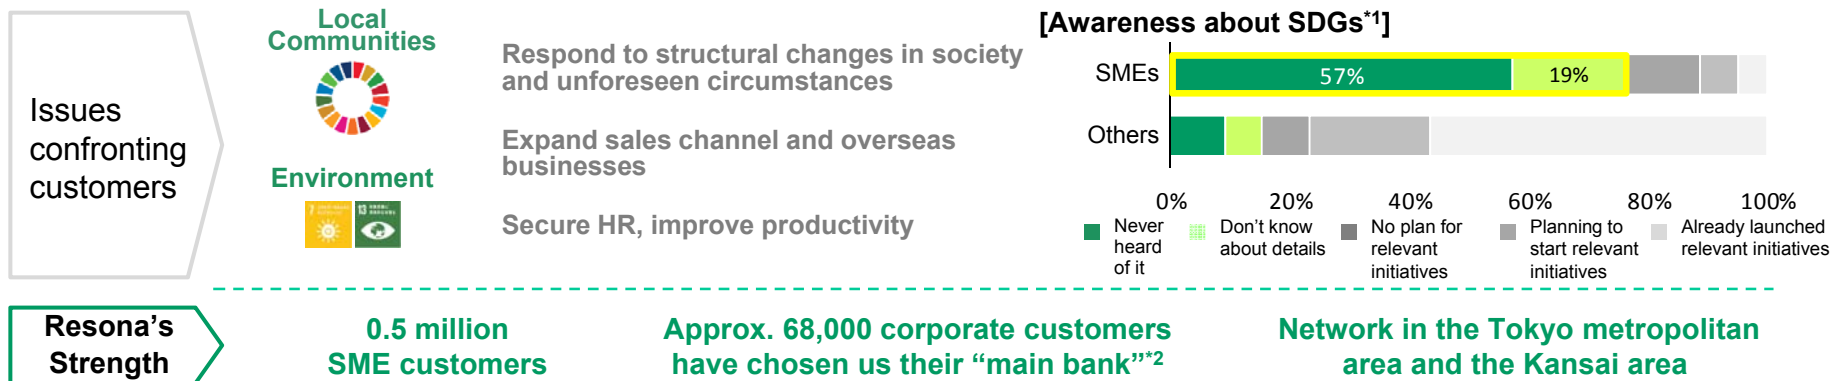 Issues
confronting
customers
Local
Communities
Environment
7
13
Respond to structural changes in society
and unforeseen circumstances
Expand sales channel and overseas
businesses
Secure HR, improve productivity
[Awareness about SDGs*1]
SMEs
57%
19%
Others
0%
20%
40%
60%
80%
100%
Never
heard
of it
Don't know
about details
No plan for
relevant
initiatives
Planning to
start relevant
initiatives
Already launched
relevant initiatives
Resona's
Strength
0.5 million
SME customers
Approx. 68,000 corporate customers
have chosen us their “main bank”*2
Network in the Tokyo metropolitan
area and the Kansai area